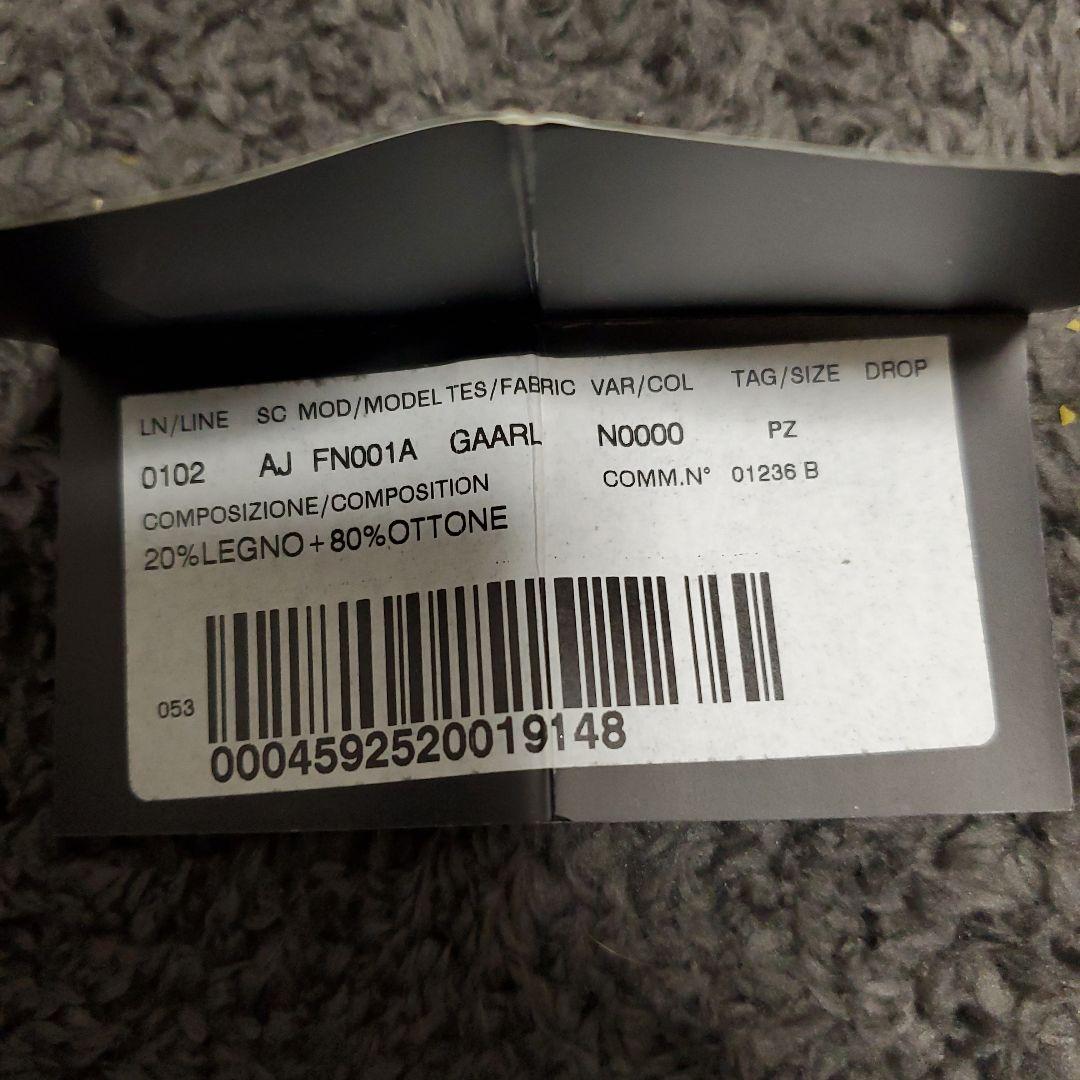 LN/LINE SC MOD/MODEL TES/FABRIC VAR/COL TAG/SIZE DROP
0102 AJ FN001A GAARL N0000 PZ
COMPOSIZIONE/COMPOSITION COMM.N° 01236 B
20%LEGNO+80%OTTONE
053
0004592520019148